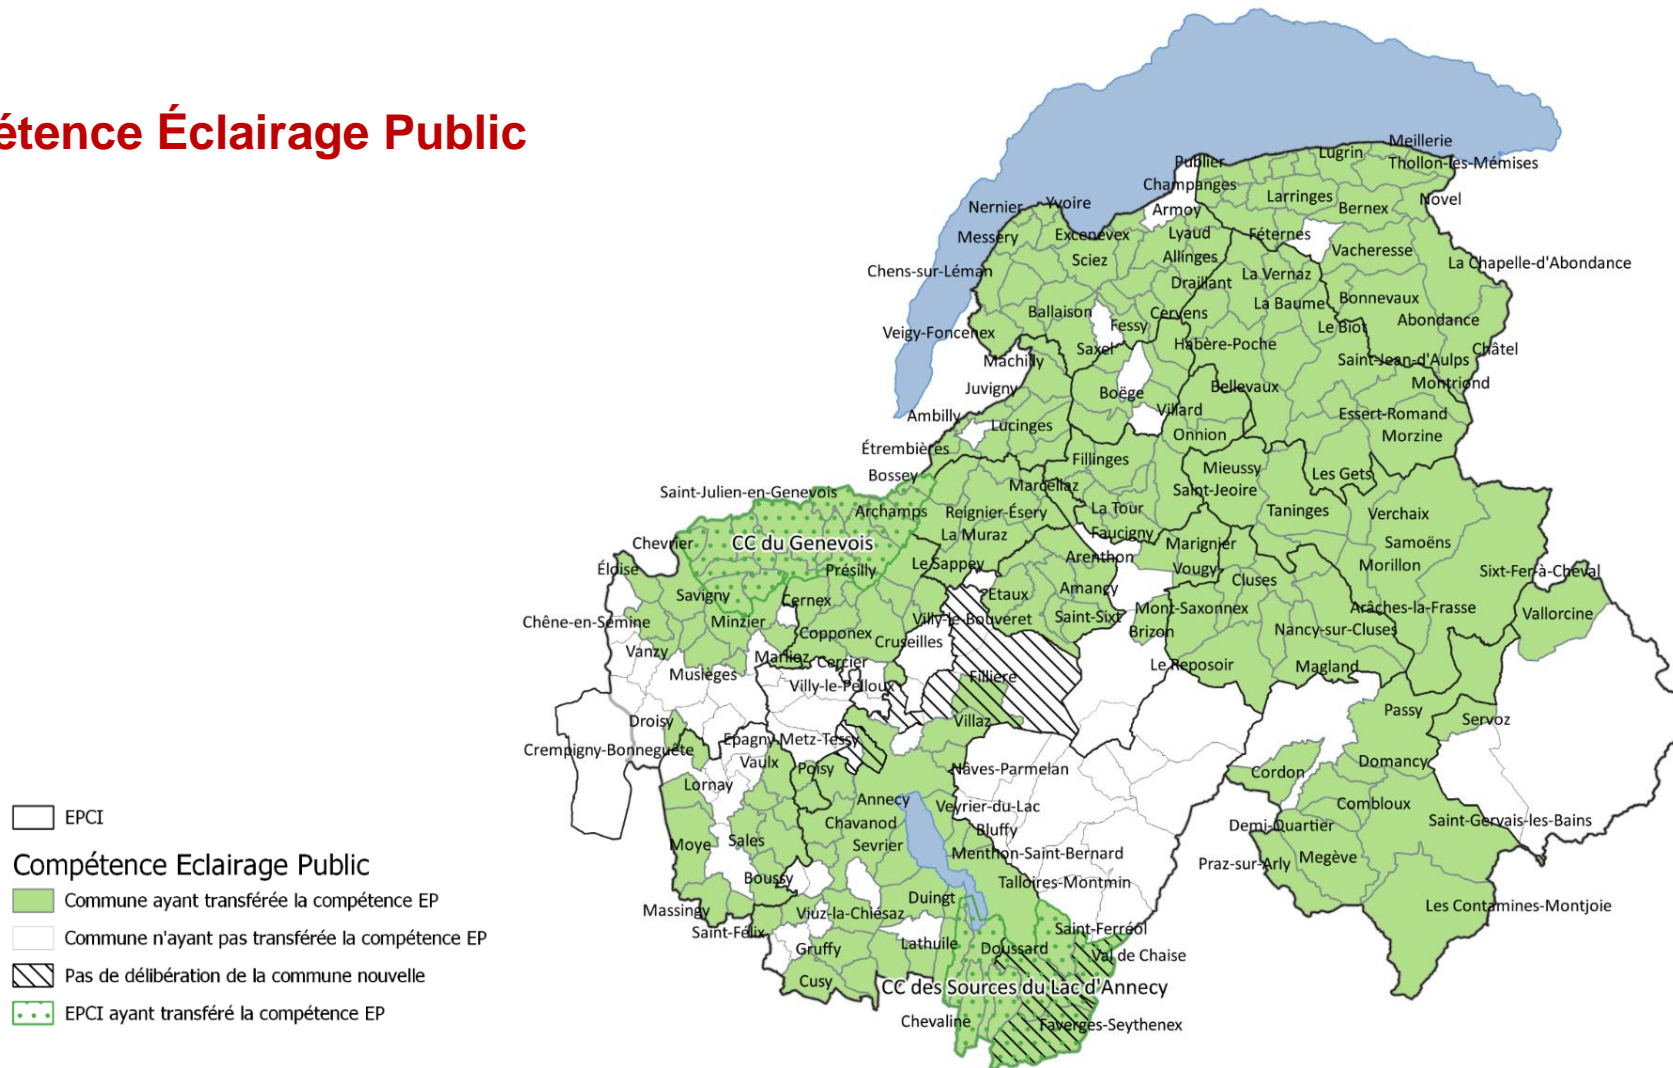 étence Éclairage Public
Meillerie
Lugrin
Publier
Thollon-les-Mémises
Champanges
Larringes
Novel
Nernier
Yvoire
Armoy
Bernex
Messery
Excenevex
Lyaud
Féternes
Vacheresse
Sciez
Allinges
La Chapelle-d'Abondance
Chens-sur-Léman
La Vernaz
Draillant
Bonnevaux
La Baume
Ballaison
Cervens
Abondance
Fessy
Le Biot
Veigy-Foncenex
Habère-Poche
Saxel
Châtel
Machilly
Saint-Jean-d'Aulps
Montriond
Juvigny
Bellevaux
Boëge
Villard
Essert-Romand
Ambilly
Lucinges
Onnion
Morzine
Étrembières
Fillinges
Mieussy
Les Gets
Bossey
Marcellaz
Saint-Jeoire
Saint-Julien-en-Genevois
Archamps
Reignier-Ésery
La Tour
Taninges
Verchaix
La Muraz
Faucigny
Chevrier
CC du Genevois
Marignier
Samoëns
Arenthon
Le Sappey
Morillon
Éloise
Présilly
Vougy
Sixt-Fer-à-Cheval
Cluses
Savigny
Cernex
Etaux
Amancy
Mont-Saxonnex
Arâches-la-Frasse
Vallorcine
Chêne-en-Semine
Minzier
Villy-le-Bouveret
Saint-Sixt
Copponex
Brizon
Nancy-sur-Cluses
Cruseilles
Vanzy
Marlioz
Cercier
Le Reposoir
Magland
Musièges
Villy-le-Pelloux
Fillière
Passy
Droisy
Villaz
Servoz
Crempigny-Bonneguête
Epagny-Metz-Tessy
Vaulx
Poisy
Nâves-Parmelan
Domancy
Cordon
Lornay
Annecy
Veyrier-du-Lac
Combloux
EPCI
Chavanod
Bluffy
Demi-Quartier
Saint-Gervais-les-Bains
Moye
Sales
Sevrier
Menthon-Saint-Bernard
Praz-sur-Arly
Megève
Compétence Eclairage Public
Boussy
Talloires-Montmin
Commune ayant transférée la compétence EP
Duingt
Massingy
Viuz-la-Chiésaz
Les Contamines-Montjoie
Saint-Félix
Saint-Ferréol
Commune n'ayant pas transférée la compétence EP
Gruffy
Lathuile
Doussard
Val de Chaise
Pas de délibération de la commune nouvelle
Cusy
CC des Sources du Lac d'Annecy
EPCI ayant transféré la compétence EP
Chevaline
Faverges-Seythenex